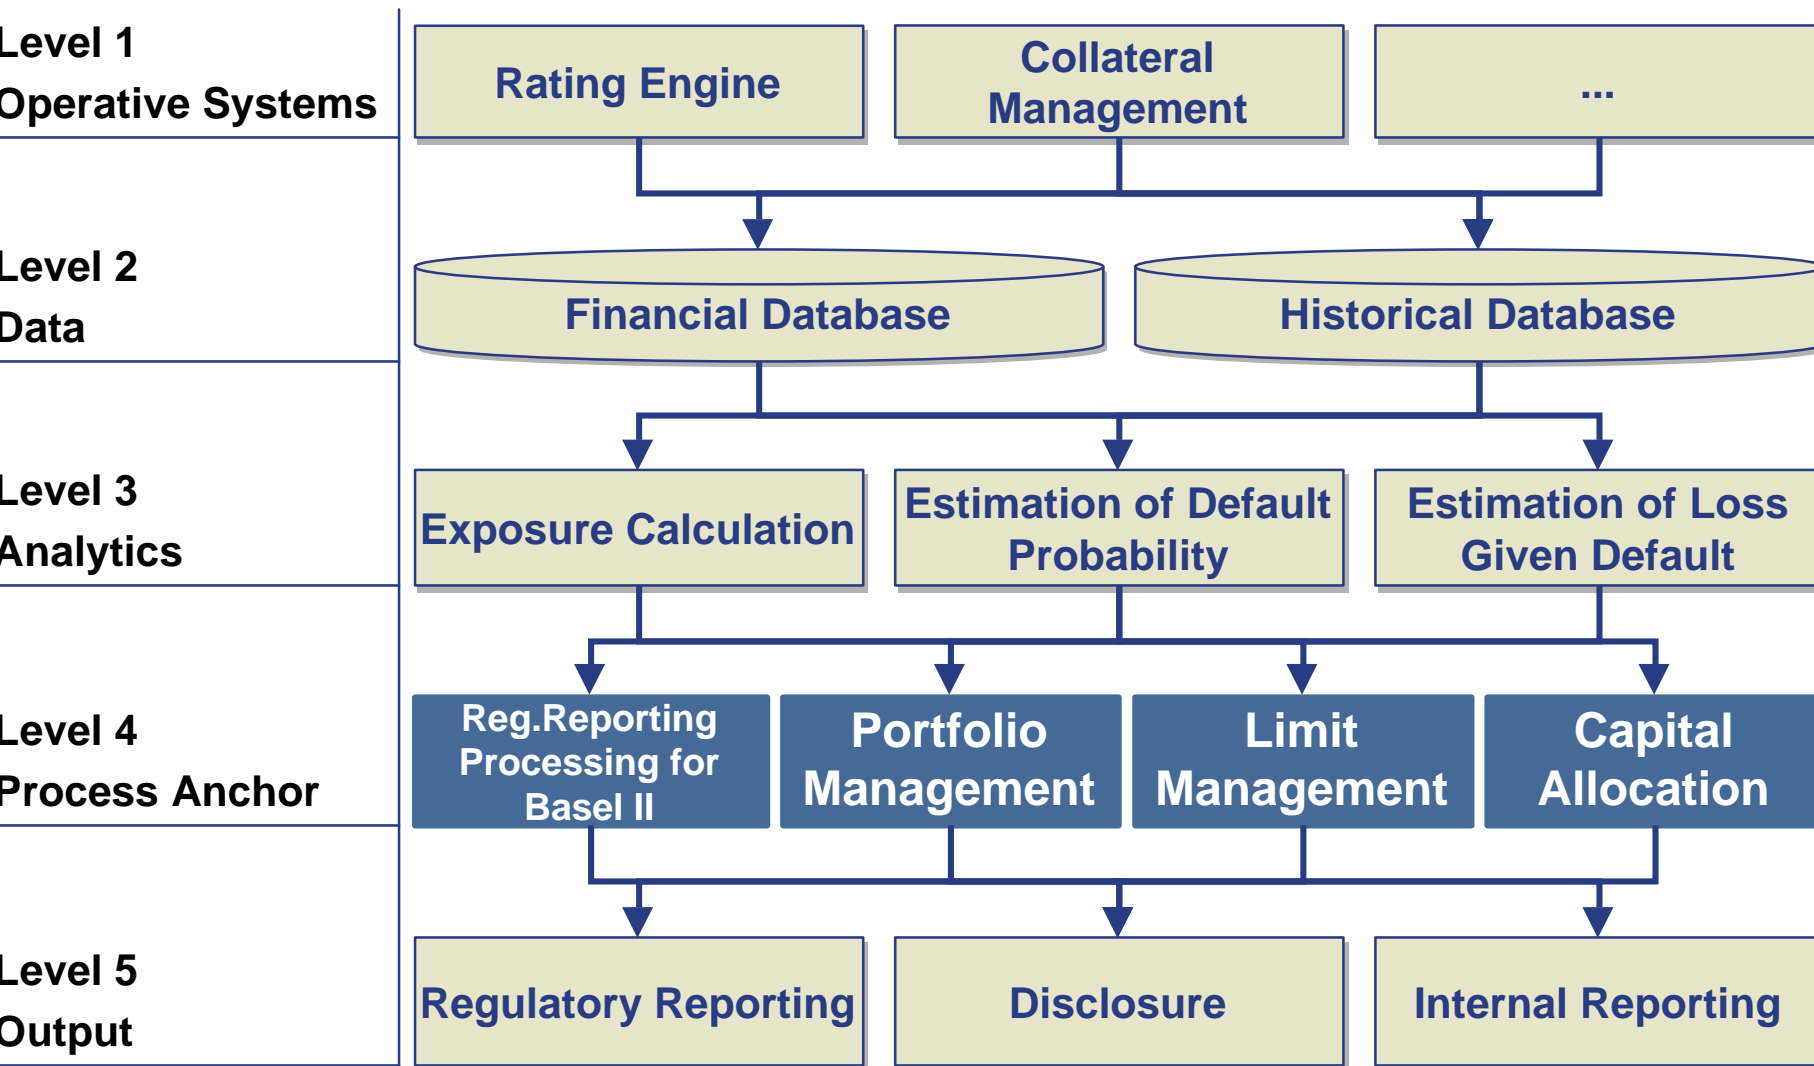 Level 1
Operative Systems
Rating Engine
Collateral
Management
...
Level 2
Data
Financial Database
Historical Database
Level 3
Analytics
Exposure Calculation
Estimation of Default
Probability
Estimation of Loss
Given Default
Level 4
Process Anchor
Reg.Reporting
Processing for
Basel II
Portfolio
Management
Limit
Management
Capital
Allocation
Level 5
Output
Regulatory Reporting
Disclosure
Internal Reporting